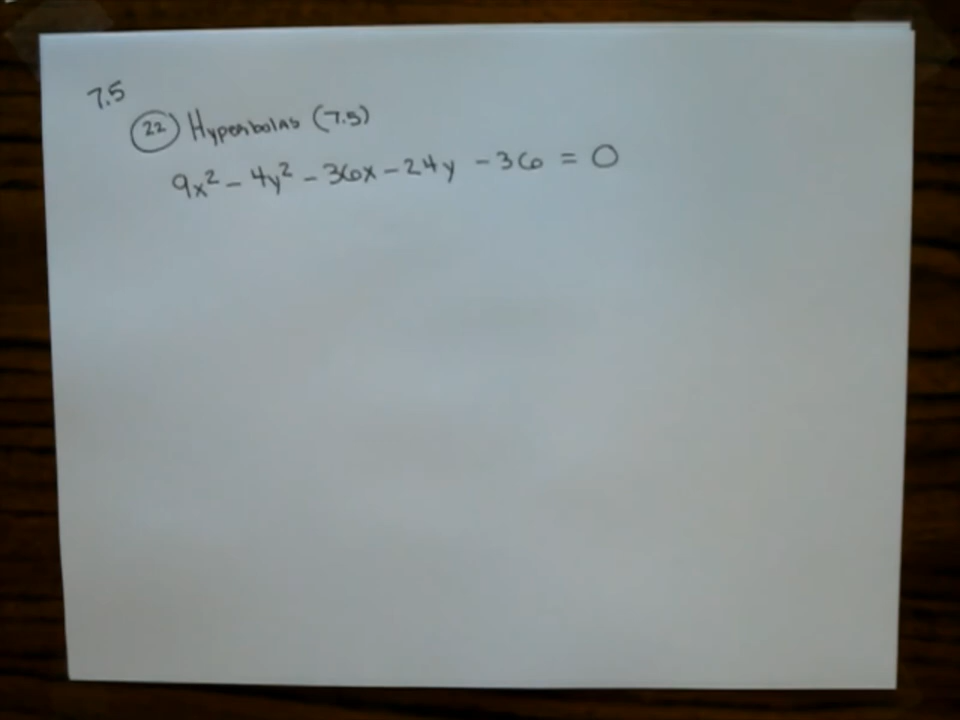 7.5
22) Hyperbolas (7.5)
9x² - 4y² - 36x - 24y - 36 = 0